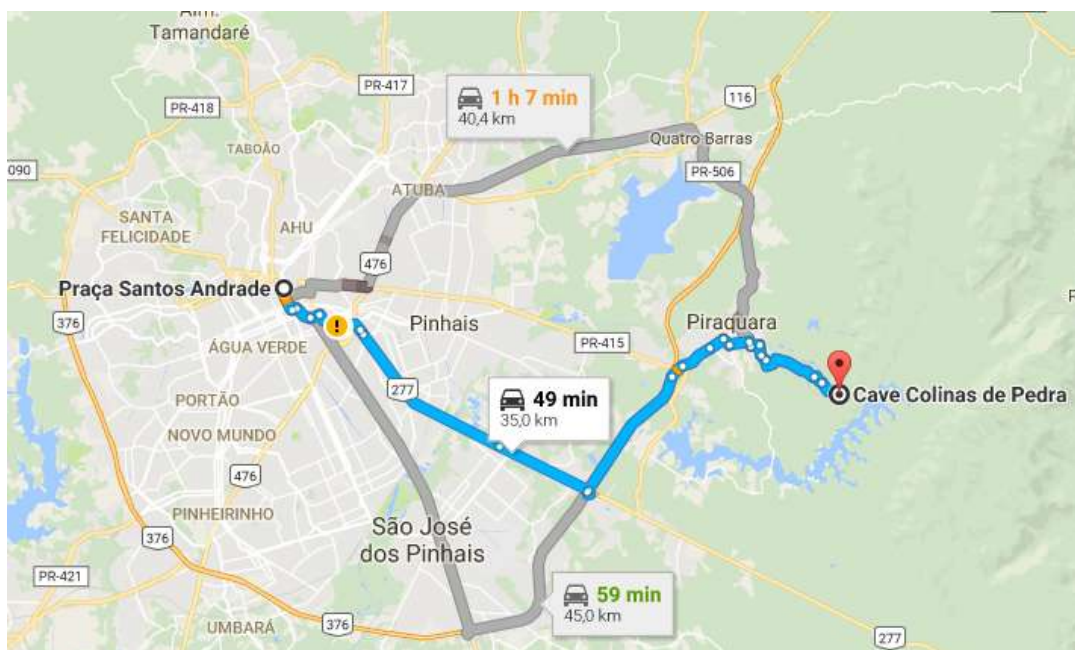 Alm.
Tamandaré
PR-417
116
1 h 7 min
40,4 km
PR-418
Quatro Barras
TABOÃO
PR-506
090
ATUBA
SANTA
FELICIDADE
AHU
476
Praça Santos Andrade
376
!
Pinhais
Piraquara
ÁGUA VERDE
PR-415
277
49 min
35,0 km
Cave Colinas de Pedra
PORTÃO
NOVO MUNDO
476
PINHEIRINHO
São José
dos Pinhais
376
PR-421
59 min
45,0 km
UMBARÁ
376
277